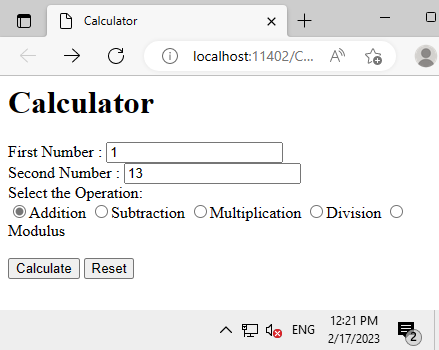 Calculator
localhost:11402/C...
Calculator
First Number : 1
Second Number : 13
Select the Operation:
Addition Subtraction Multiplication Division
Modulus
Calculate Reset
ENG 12:21 PM
2/17/2023
2